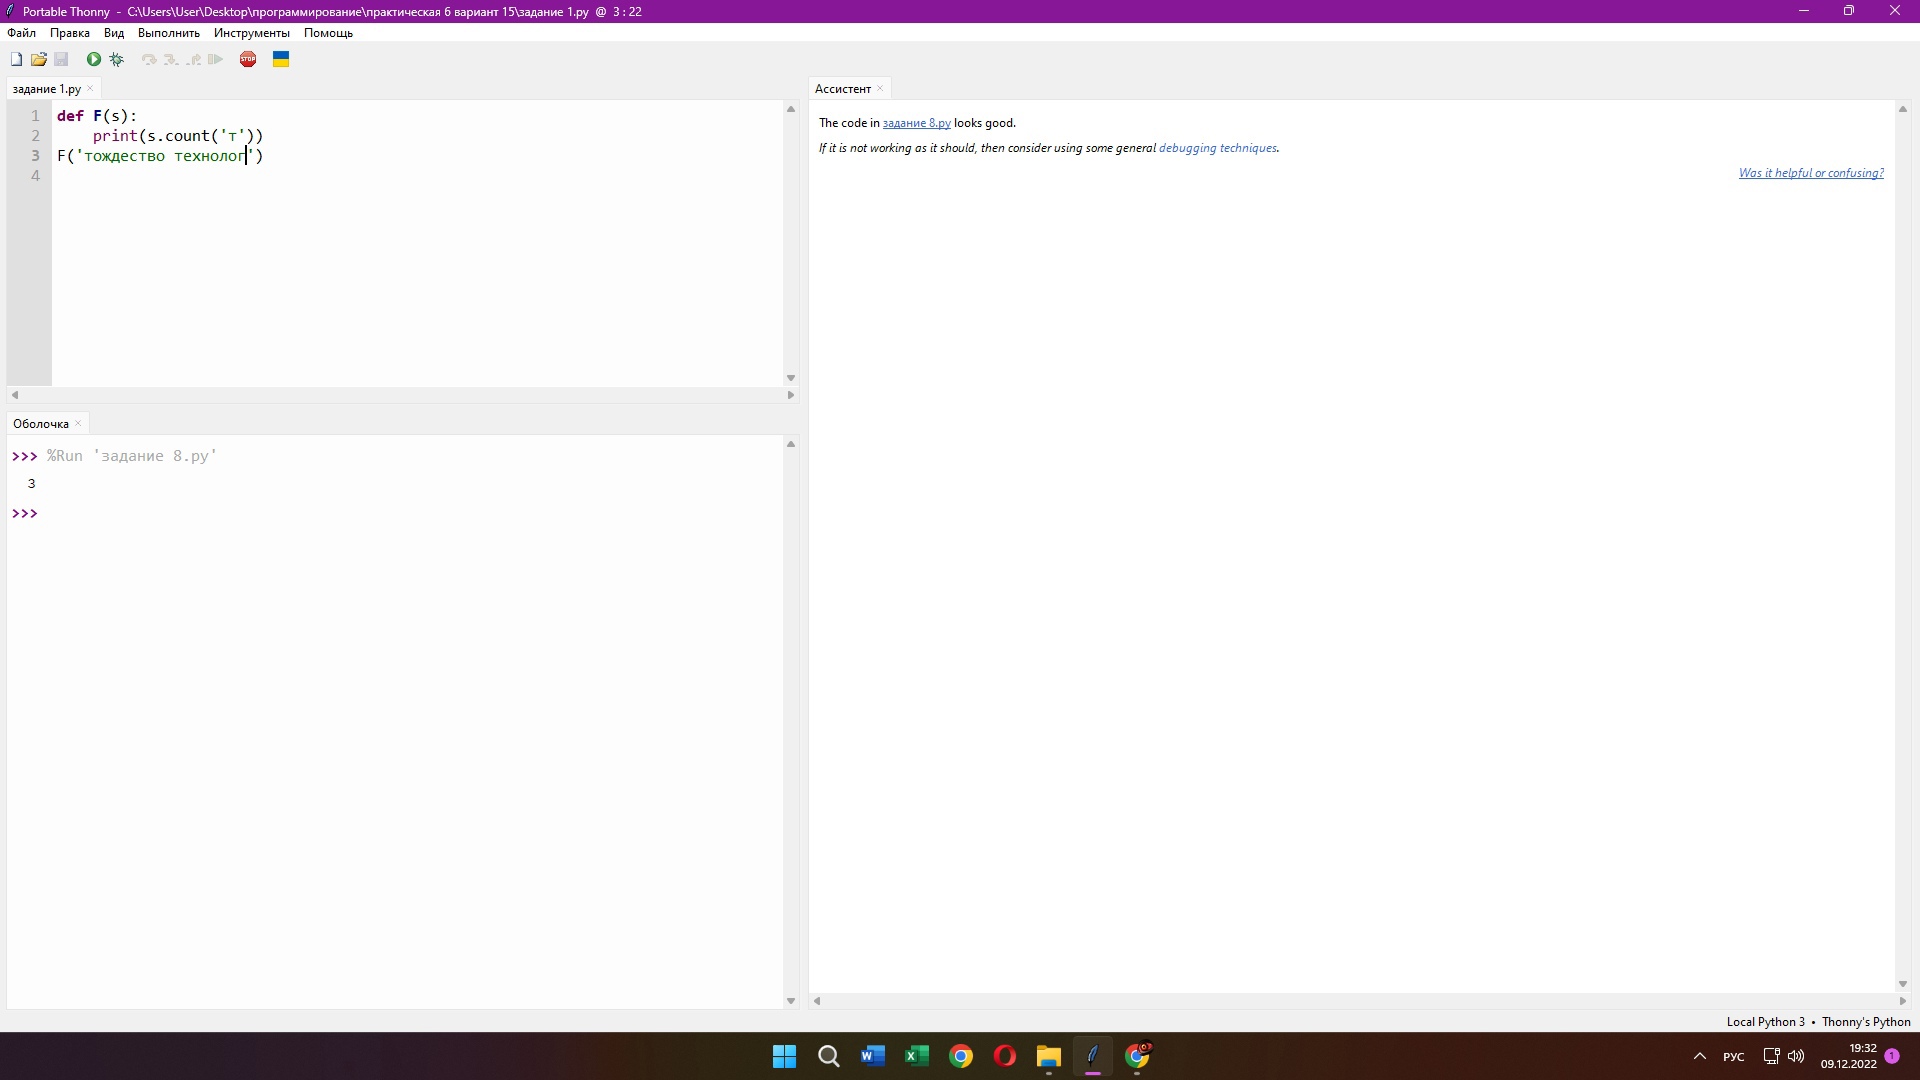 Portable Thonny - C:\Users\User\Desktop\программирование\практическая 6 вариант 15\задание 1.py @ 3 : 22
Файл Правка Вид Выполнить Инструменты Помощь
STOP
задание 1.py
1 def F(s):
2 print(s.count('т'))
3 F('тождество технолог')
4
Оболочка
>>> %Run 'задание 8.py'
3
>>>
Ассистент
The code in задание 8.py looks good.
If it is not working as it should, then consider using some general debugging techniques.
Was it helpful or confusing?
Local Python 3 • Thonny's Python
РУС
19:32
09.12.2022
1